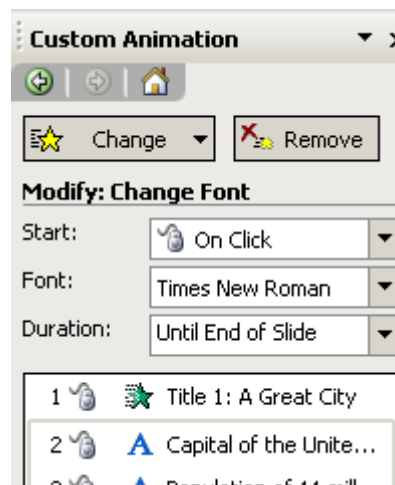 Custom Animation
Change Remove
Modify: Change Font
Start: On Click
Font: Times New Roman
Duration: Until End of Slide
1 Title 1: A Great City
2 Capital of the Unite...